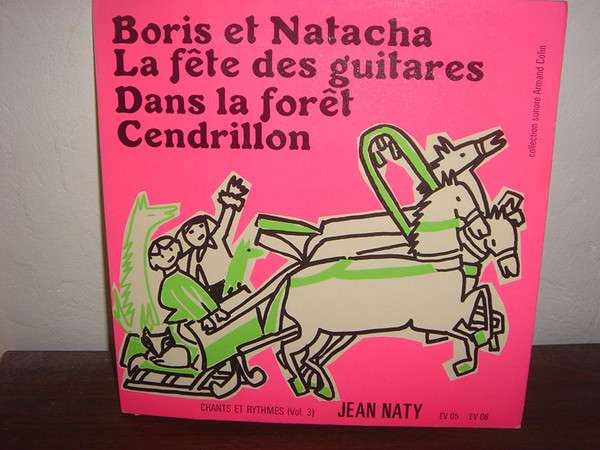 Boris et Natacha
La fête des guitares
Dans la forêt
Cendrillon
collection sonore Armand Colin
CHANTS ET RYTHMES (Vol. 3)
JEAN NATY
EV 05 EV 06